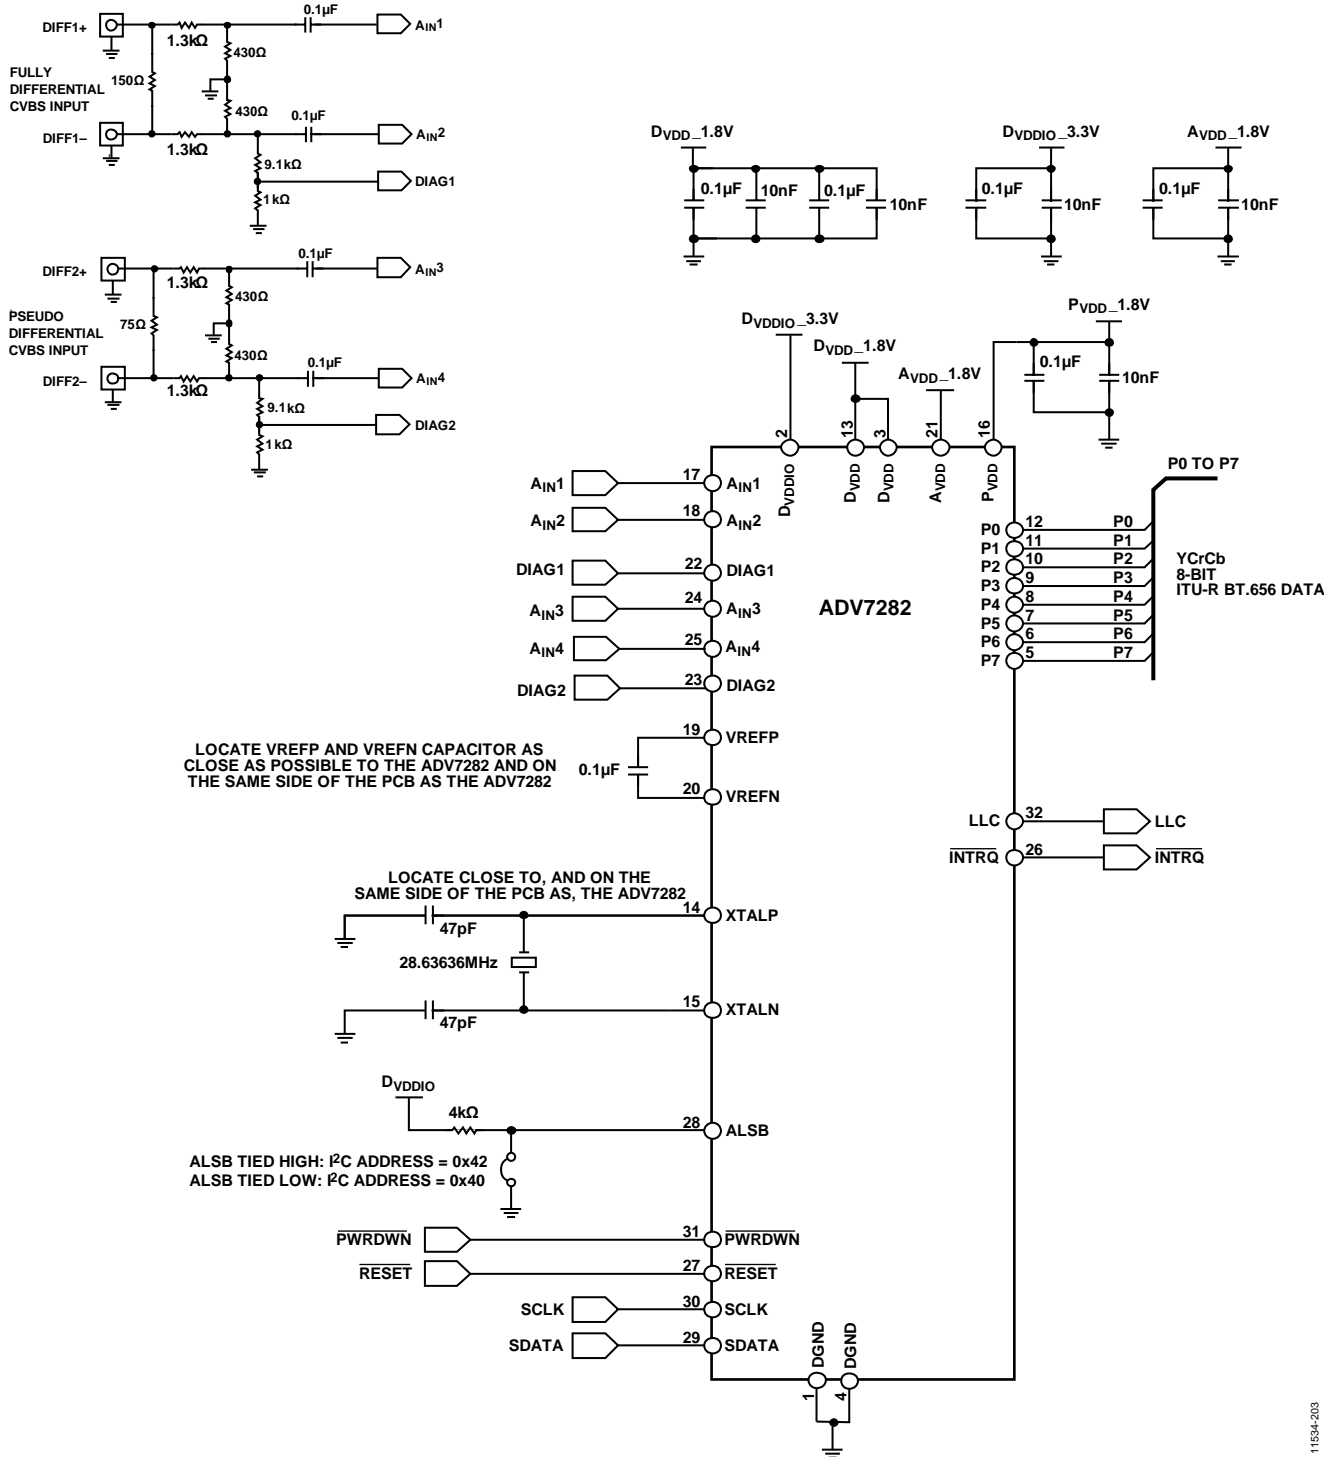 DIFF1+
1.3kΩ
0.1µF
AIN1
430Ω
FULLY
DIFFERENTIAL
CVBS INPUT
150Ω
430Ω
0.1µF
DIFF1–
1.3kΩ
AIN2
9.1kΩ
DIAG1
1kΩ
DIFF2+
1.3kΩ
0.1µF
AIN3
430Ω
PSEUDO
DIFFERENTIAL
CVBS INPUT
75Ω
430Ω
0.1µF
DIFF2–
1.3kΩ
AIN4
9.1kΩ
DIAG2
1kΩ
DVDD_1.8V
0.1µF
10nF
0.1µF
10nF
DVDDIO_3.3V
0.1µF
10nF
AVDD_1.8V
0.1µF
10nF
DVDDIO_3.3V
DVDD_1.8V
AVDD_1.8V
PVDD_1.8V
0.1µF
10nF
2
13
3
21
16
DVDDIO
DVDD
DVDD
AVDD
PVDD
AIN1
17
AIN1
AIN2
18
AIN2
DIAG1
22
DIAG1
AIN3
24
AIN3
AIN4
25
AIN4
DIAG2
23
DIAG2
ADV7282
P0 TO P7
P0
12
P0
P1
11
P1
P2
10
P2
P3
9
P3
P4
8
P4
P5
7
P5
P6
6
P6
P7
5
P7
YCrCb
8-BIT
ITU-R BT.656 DATA
LOCATE VREFP AND VREFN CAPACITOR AS
CLOSE AS POSSIBLE TO THE ADV7282 AND ON
THE SAME SIDE OF THE PCB AS THE ADV7282
0.1µF
19
VREFP
20
VREFN
LLC
32
LLC
INTRQ
26
INTRQ
LOCATE CLOSE TO, AND ON THE
SAME SIDE OF THE PCB AS, THE ADV7282
47pF
14
XTALP
28.63636MHz
47pF
15
XTALN
DVDDIO
4kΩ
28
ALSB
ALSB TIED HIGH: I2C ADDRESS = 0x42
ALSB TIED LOW: I2C ADDRESS = 0x40
PWRDWN
31
PWRDWN
RESET
27
RESET
SCLK
30
SCLK
SDATA
29
SDATA
DGND
DGND
1
4
11534-203